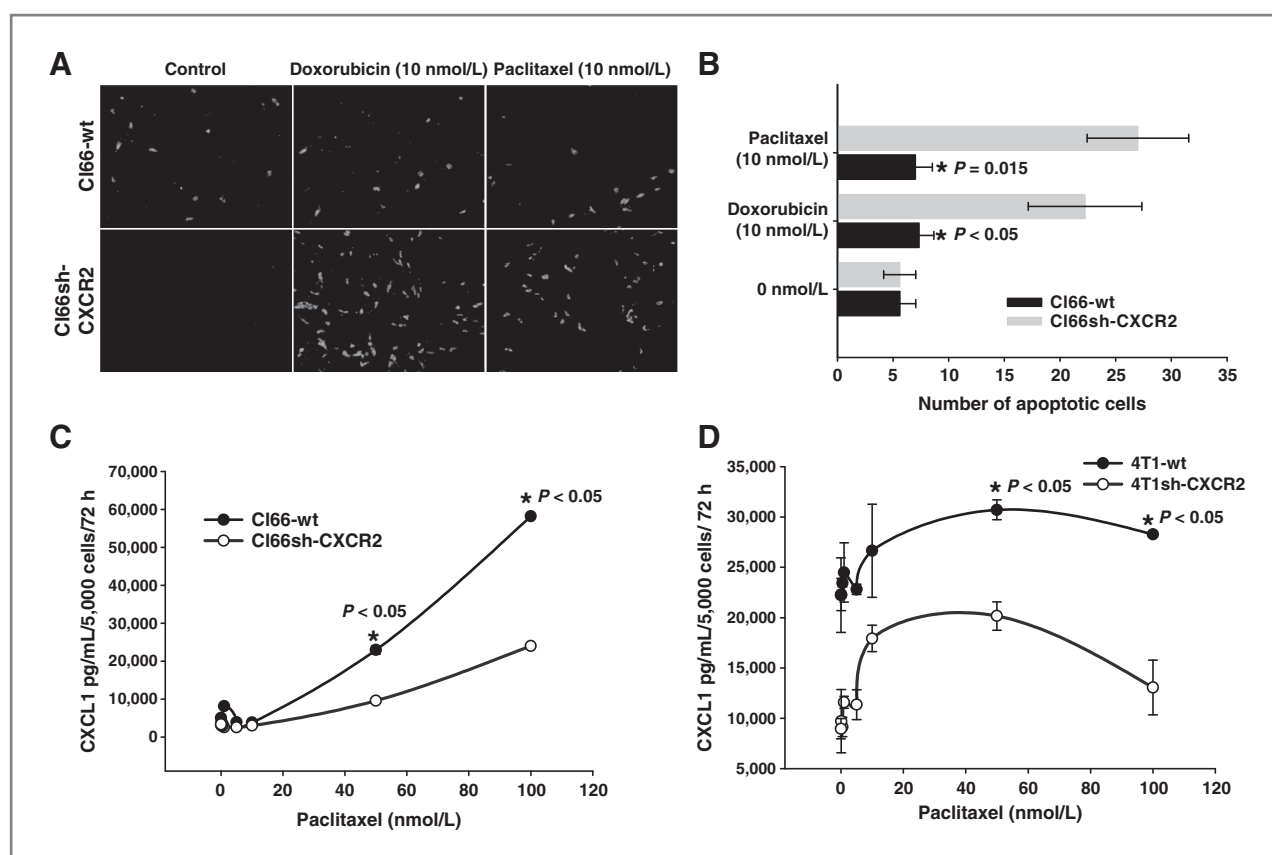 A
Control
Doxorubicin (10 nmol/L)
Paclitaxel (10 nmol/L)
Cl66-wt
Cl66sh-
CXCR2
B
Paclitaxel
(10 nmol/L)
* P = 0.015
Doxorubicin
(10 nmol/L)
* P < 0.05
0 nmol/L
Cl66-wt
Cl66sh-CXCR2
0 5 10 15 20 25 30 35
Number of apoptotic cells
C
CXCL1 pg/mL/5,000 cells/72 h
70,000
60,000
50,000
40,000
30,000
20,000
10,000
0
Cl66-wt
Cl66sh-CXCR2
* P < 0.05
P < 0.05
*
0 20 40 60 80 100 120
Paclitaxel (nmol/L)
D
CXCL1 pg/mL/5,000 cells/ 72 h
35,000
30,000
25,000
20,000
15,000
10,000
5,000
4T1-wt
4T1sh-CXCR2
* P < 0.05
* P < 0.05
0 20 40 60 80 100 120
Paclitaxel (nmol/L)